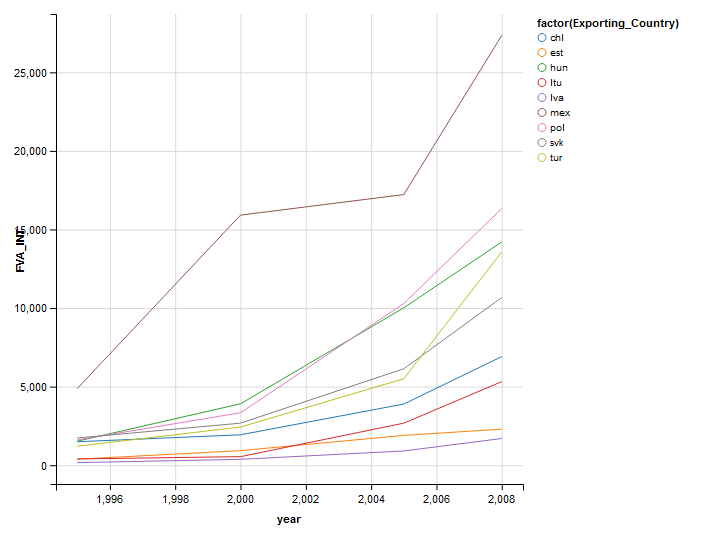 factor(Exporting_Country)
chl
est
hun
ltu
lva
mex
pol
svk
tur
25,000
20,000
15,000
10,000
5,000
0
FVA_INT
1,996
1,998
2,000
2,002
2,004
2,006
2,008
year